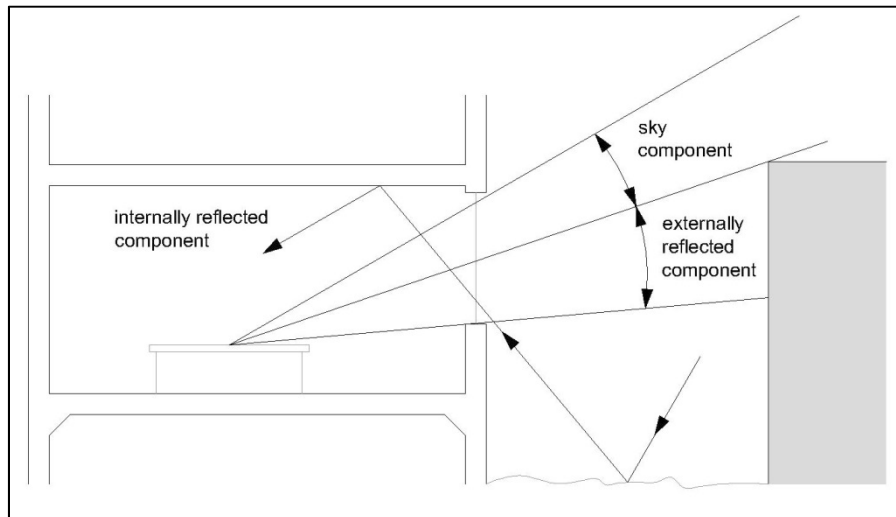 sky
component
internally reflected
component
externally
reflected
component